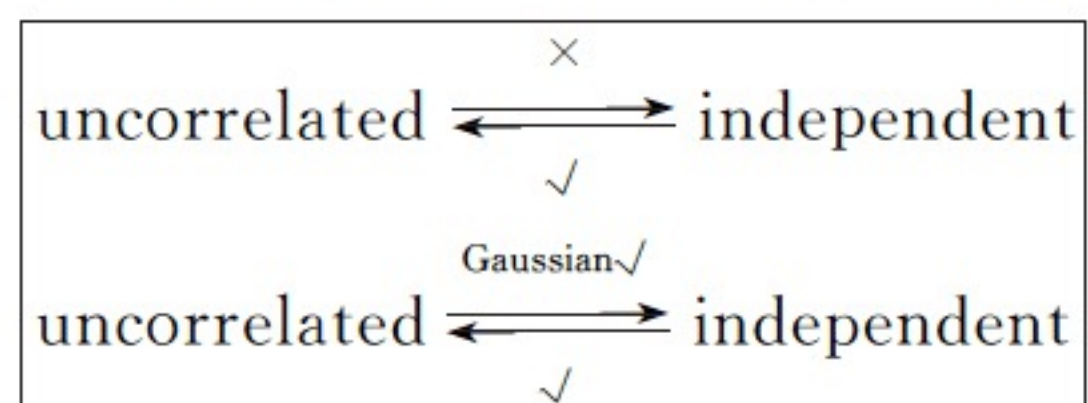 ×
uncorrelated ⇄ independent
√
Gaussian√
uncorrelated ⇄ independent
√